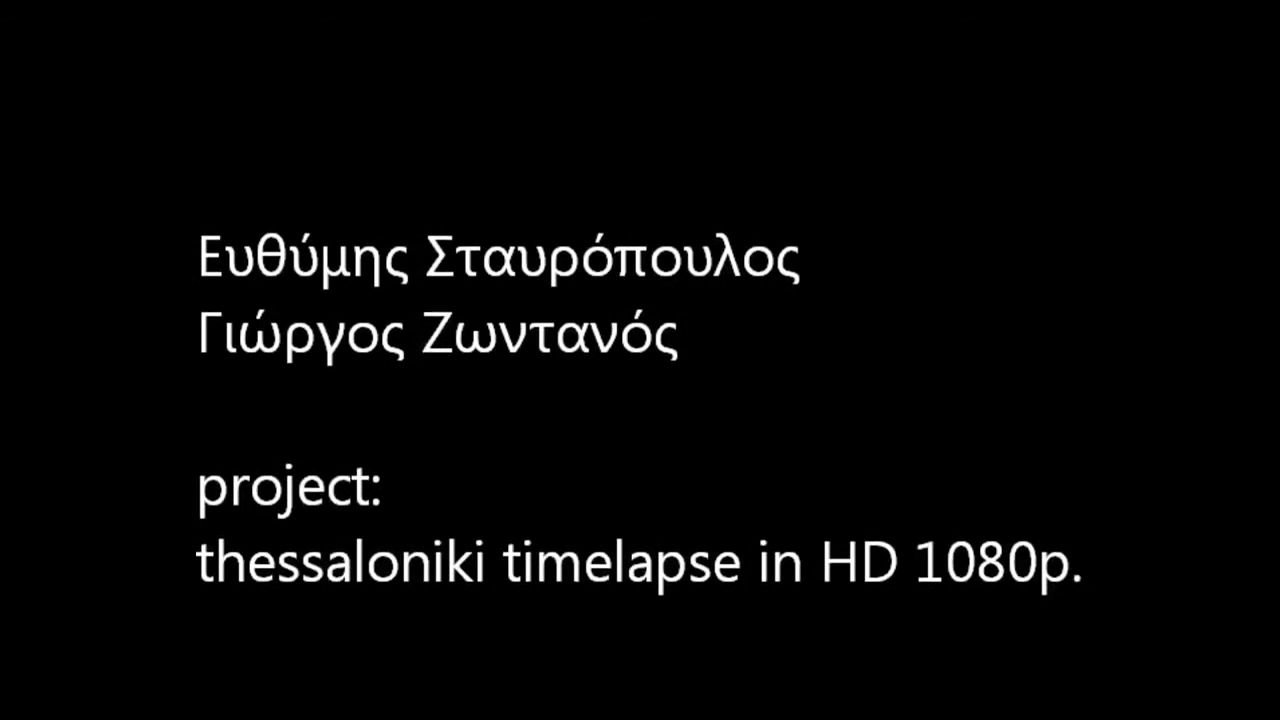 Ευθύμης Σταυρόπουλος
Γιώργος Ζωντανός
project:
thessaloniki timelapse in HD 1080p.